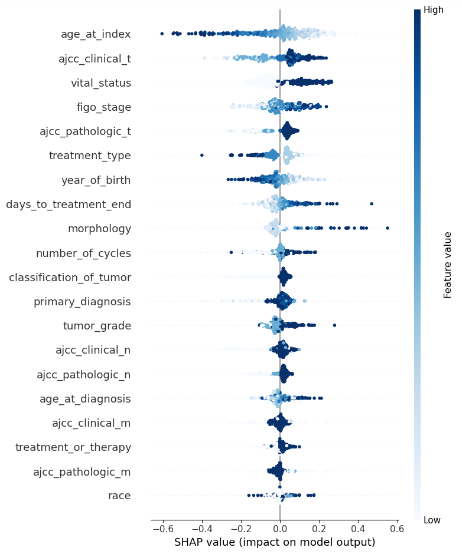 High
age_at_index
ajcc_clinical_t
vital_status
figo_stage
ajcc_pathologic_t
treatment_type
year_of_birth
days_to_treatment_end
morphology
number_of_cycles
classification_of_tumor
primary_diagnosis
tumor_grade
ajcc_clinical_n
ajcc_pathologic_n
age_at_diagnosis
ajcc_clinical_m
treatment_or_therapy
ajcc_pathologic_m
race
Feature value
Low
−0.6 −0.4 −0.2 0.0 0.2 0.4 0.6
SHAP value (impact on model output)